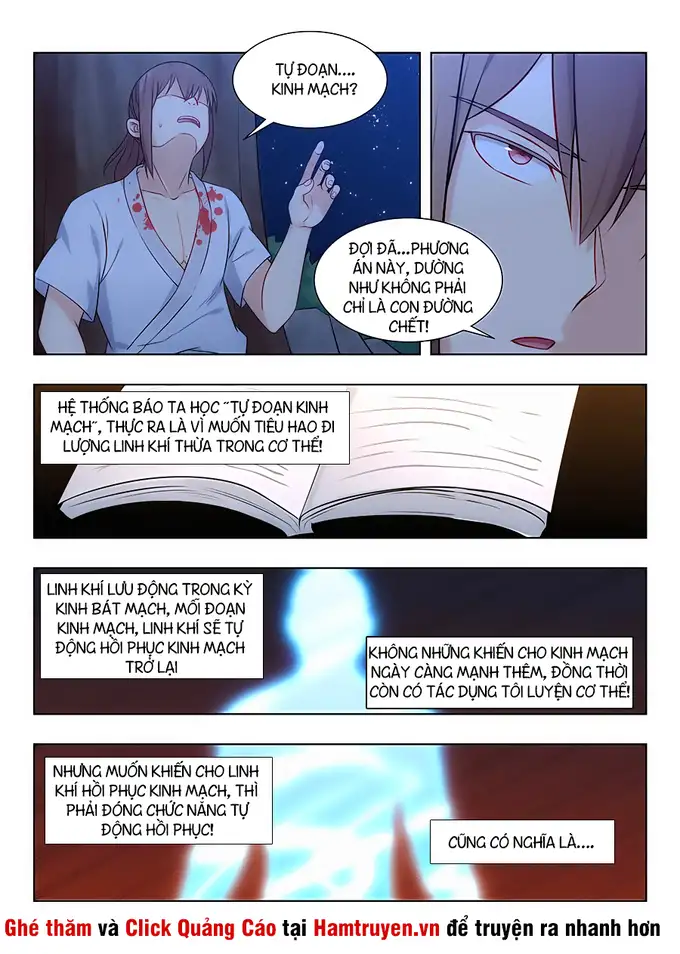 TỰ ĐOẠN....
KINH MẠCH?
ĐỢI ĐÃ...PHƯƠNG
ÁN NÀY, DƯỜNG
NHƯ KHÔNG PHẢI
CHỈ LÀ CON ĐƯỜNG
CHẾT!
HỆ THỐNG BÁO TA HỌC "TỰ ĐOẠN KINH
MẠCH", THỰC RA LÀ VÌ MUỐN TIÊU HAO ĐI
LƯỢNG LINH KHÍ THỪA TRONG CƠ THỂ!
LINH KHÍ LƯU ĐỘNG TRONG KỲ
KINH BÁT MẠCH, MỖI ĐOẠN
KINH MẠCH, LINH KHÍ SẼ TỰ
ĐỘNG HỒI PHỤC KINH MẠCH
TRỞ LẠI
KHÔNG NHỮNG KHIẾN CHO KINH MẠCH
NGÀY CÀNG MẠNH THÊM, ĐỒNG THỜI
CÒN CÓ TÁC DỤNG TÔI LUYỆN CƠ THỂ!
NHƯNG MUỐN KHIẾN CHO LINH
KHÍ HỒI PHỤC KINH MẠCH, THÌ
PHẢI ĐÓNG CHỨC NĂNG TỰ
ĐỘNG HỒI PHỤC!
CŨNG CÓ NGHĨA LÀ....
Ghé thăm và Click Quảng Cáo tại Hamtruyen.vn để truyện ra nhanh hơn